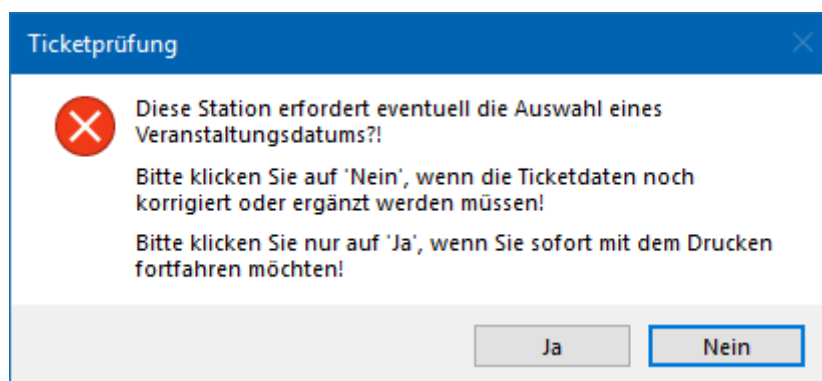 Ticketprüfung
Diese Station erfordert eventuell die Auswahl eines
Veranstaltungsdatums?!
Bitte klicken Sie auf 'Nein', wenn die Ticketdaten noch
korrigiert oder ergänzt werden müssen!
Bitte klicken Sie nur auf 'Ja', wenn Sie sofort mit dem Drucken
fortfahren möchten!
Ja
Nein